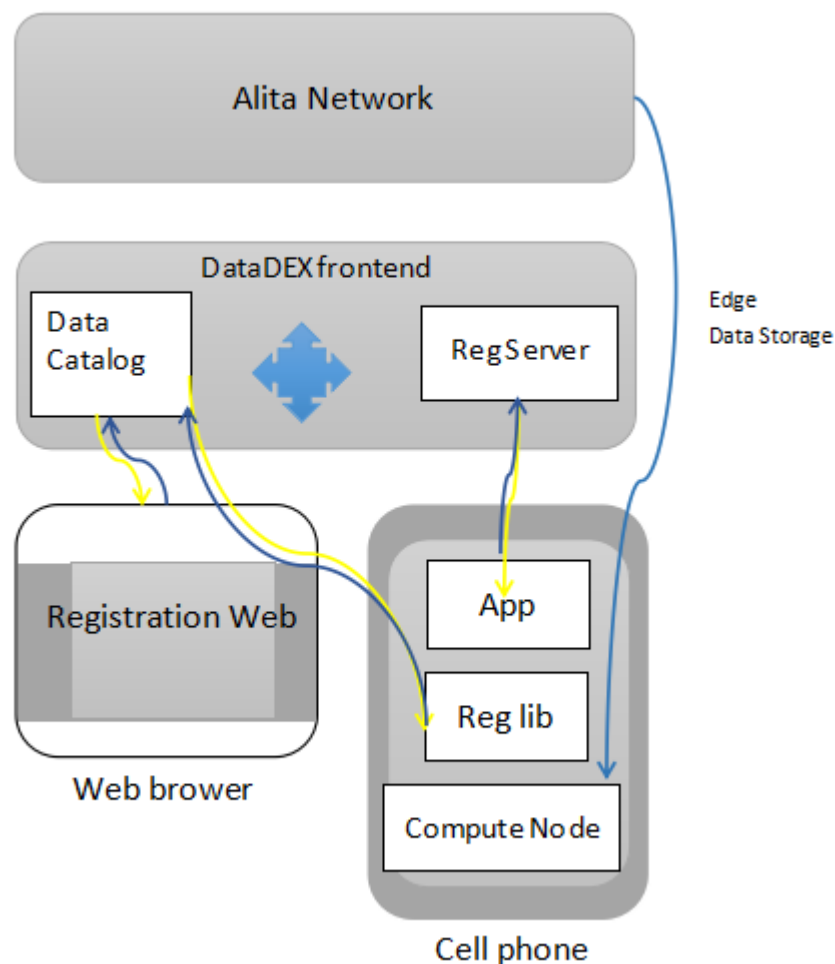 Alita Network
DataDEX frontend
Data
Catalog
RegServer
Edge
Data Storage
Registration Web
App
Reg lib
Compute Node
Web brower
Cell phone